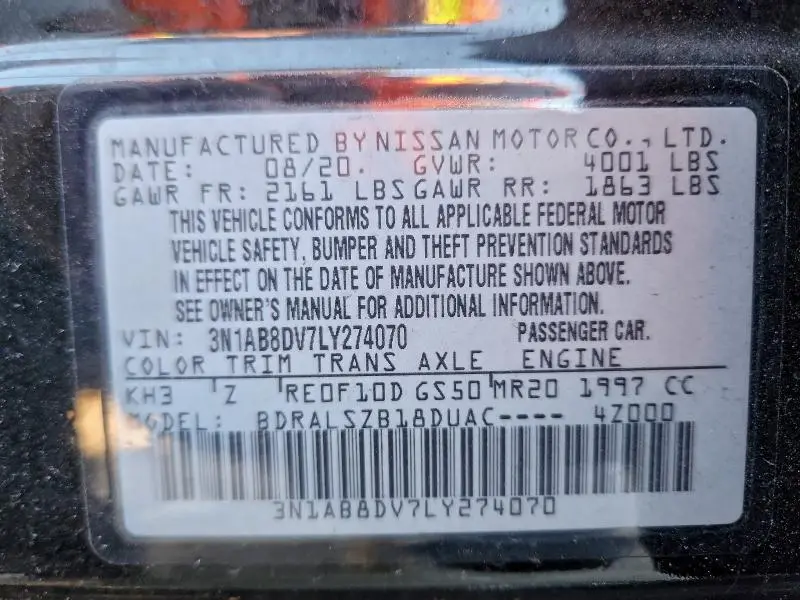 MANUFACTURED BY NISSAN MOTOR CO., LTD.
DATE: 08/20. GVWR: 4001 LBS
GAWR FR: 2161 LBS GAWR RR: 1863 LBS
THIS VEHICLE CONFORMS TO ALL APPLICABLE FEDERAL MOTOR
VEHICLE SAFETY, BUMPER AND THEFT PREVENTION STANDARDS
IN EFFECT ON THE DATE OF MANUFACTURE SHOWN ABOVE.
SEE OWNER'S MANUAL FOR ADDITIONAL INFORMATION.
VIN: 3N1AB8DV7LY274070 PASSENGER CAR.
COLOR TRIM TRANS AXLE ENGINE
KH3 Z RE0F10D GS50 MR20 1997 CC
MODEL: BDRALSZB18DUAC---- 4Z000
3N1AB8DV7LY274070